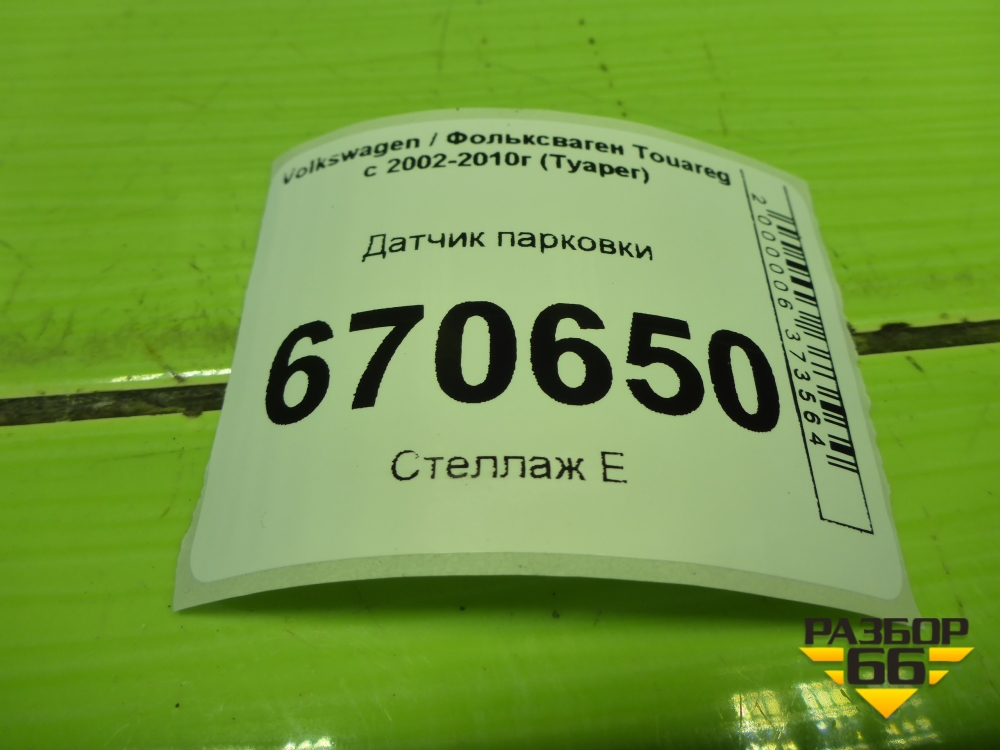 Volkswagen / Фольксваген Touareg
с 2002-2010г (Туарег)
Датчик парковки
670650
Стеллаж Е
2000006373564
РАЗБОР
66